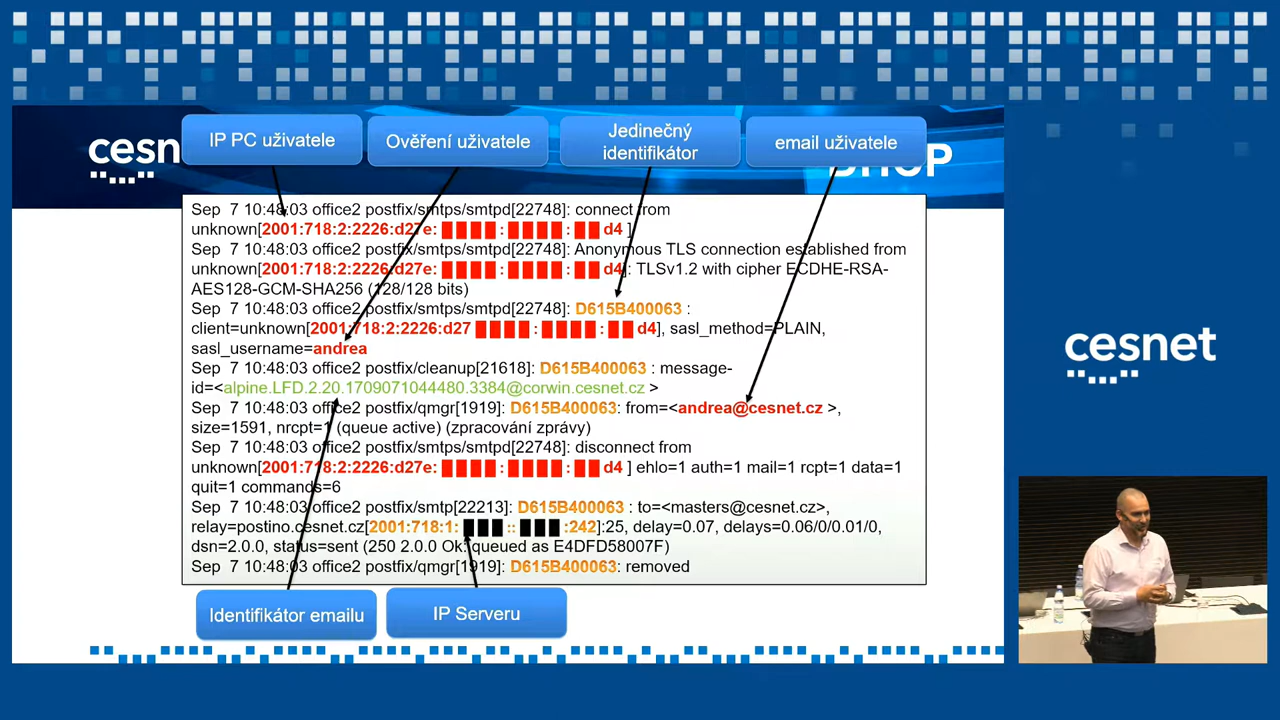 cesn
IP PC uživatele
Ověření uživatele
Jedinečný
identifikátor
email uživatele
Sep 7 10:48:03 office2 postfix/smtps/smtpd[22748]: connect from
unknown[2001:718:2:2226:d27e: ████:████:██ d4 ]
Sep 7 10:48:03 office2 postfix/smtps/smtpd[22748]: Anonymous TLS connection established from
unknown[2001:718:2:2226:d27e: ████:████:██ d4]: TLSv1.2 with cipher ECDHE-RSA-
AES128-GCM-SHA256 (128/128 bits)
Sep 7 10:48:03 office2 postfix/smtps/smtpd[22748]: D615B400063 :
client=unknown[2001:718:2:2226:d27 ████:████:██ d4], sasl_method=PLAIN,
sasl_username=andrea
Sep 7 10:48:03 office2 postfix/cleanup[21618]: D615B400063 : message-
id=<alpine.LFD.2.20.1709071044480.3384@corwin.cesnet.cz >
Sep 7 10:48:03 office2 postfix/qmgr[1919]: D615B400063: from=<andrea@cesnet.cz >,
size=1591, nrcpt=1 (queue active) (zpracování zprávy)
Sep 7 10:48:03 office2 postfix/smtps/smtpd[22748]: disconnect from
unknown[2001:718:2:2226:d27e: ████:████:██ d4 ] ehlo=1 auth=1 mail=1 rcpt=1 data=1
quit=1 commands=6
Sep 7 10:48:03 office2 postfix/smtp[22213]: D615B400063 : to=<masters@cesnet.cz>,
relay=postino.cesnet.cz[2001:718:1: ███ :: ███ :242]:25, delay=0.07, delays=0.06/0/0.01/0,
dsn=2.0.0, status=sent (250 2.0.0 Ok: queued as E4DFD58007F)
Sep 7 10:48:03 office2 postfix/qmgr[1919]: D615B400063: removed
Identifikátor emailu
IP Serveru
cesnet